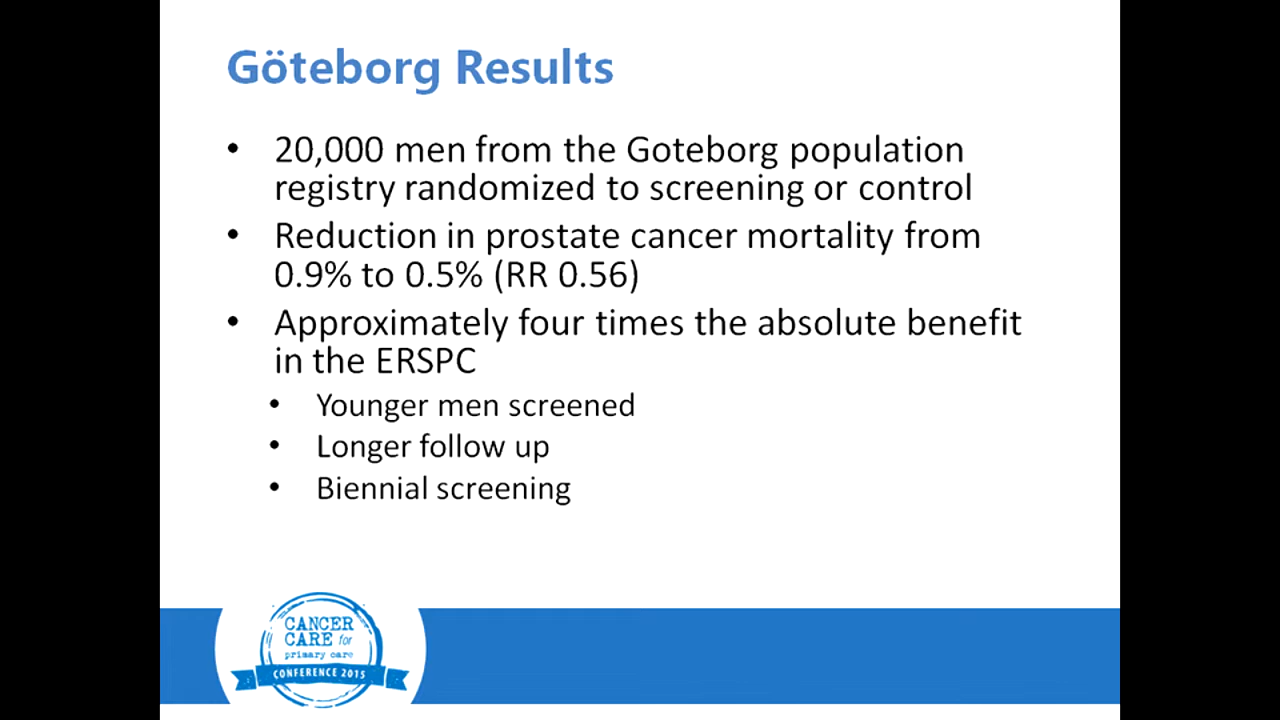 Göteborg Results
• 20,000 men from the Goteborg population
registry randomized to screening or control
• Reduction in prostate cancer mortality from
0.9% to 0.5% (RR 0.56)
• Approximately four times the absolute benefit
in the ERSPC
• Younger men screened
• Longer follow up
• Biennial screening
CANCER
CARE for
primary care
CONFERENCE 2015